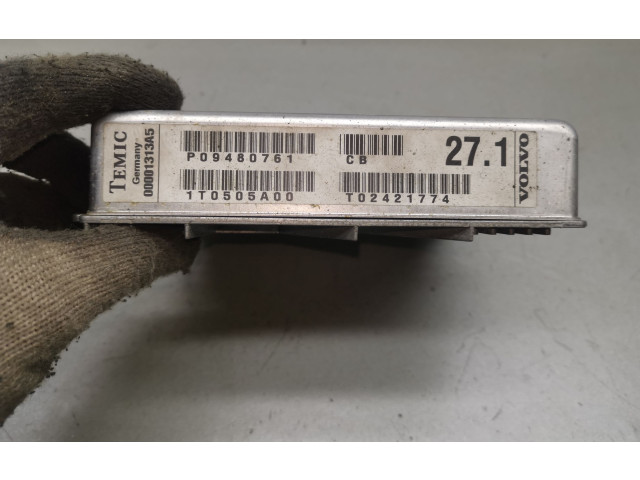 TEMIC
Germany
00001313A5
P09480761
CB
27.1
1T0505A00
T02421774
VOLVO